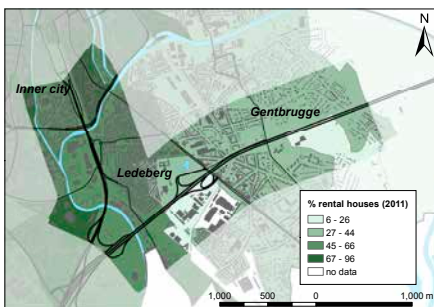 N
Inner city
Gentbrugge
Ledeberg
% rental houses (2011)
6 - 26
27 - 44
45 - 66
67 - 96
no data
1,000 500 0 1,000 m